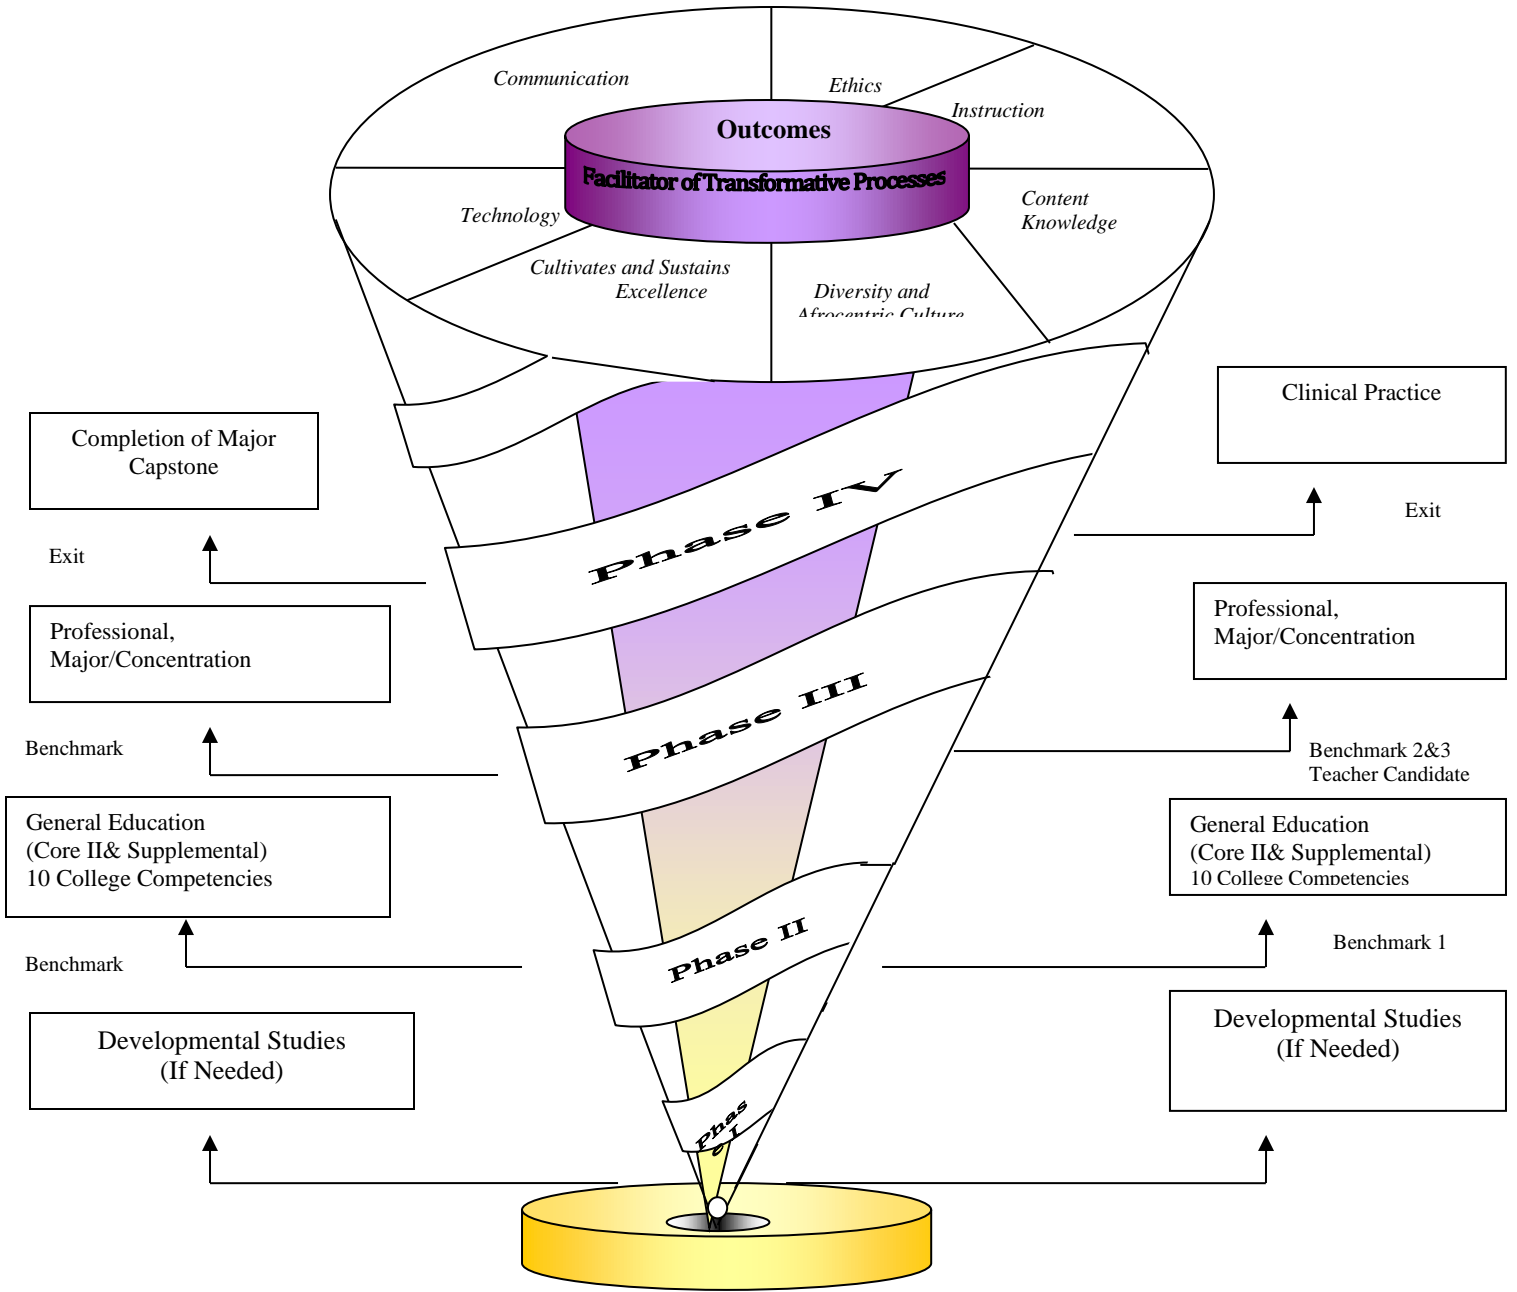 Communication
Ethics
Instruction
Outcomes
Facilitator of Transformative Processes
Technology
Content
Knowledge
Cultivates and Sustains
Excellence
Diversity and
Afrocentric Culture
Clinical Practice
Completion of Major
Capstone
Phase IV
Exit
Exit
Professional,
Major/Concentration
Professional,
Major/Concentration
Phase III
Benchmark
Benchmark 2&3
Teacher Candidate
General Education
(Core II& Supplemental)
10 College Competencies
General Education
(Core II& Supplemental)
10 College Competencies
Phase II
Benchmark
Benchmark 1
Developmental Studies
(If Needed)
Developmental Studies
(If Needed)
Phas
e I